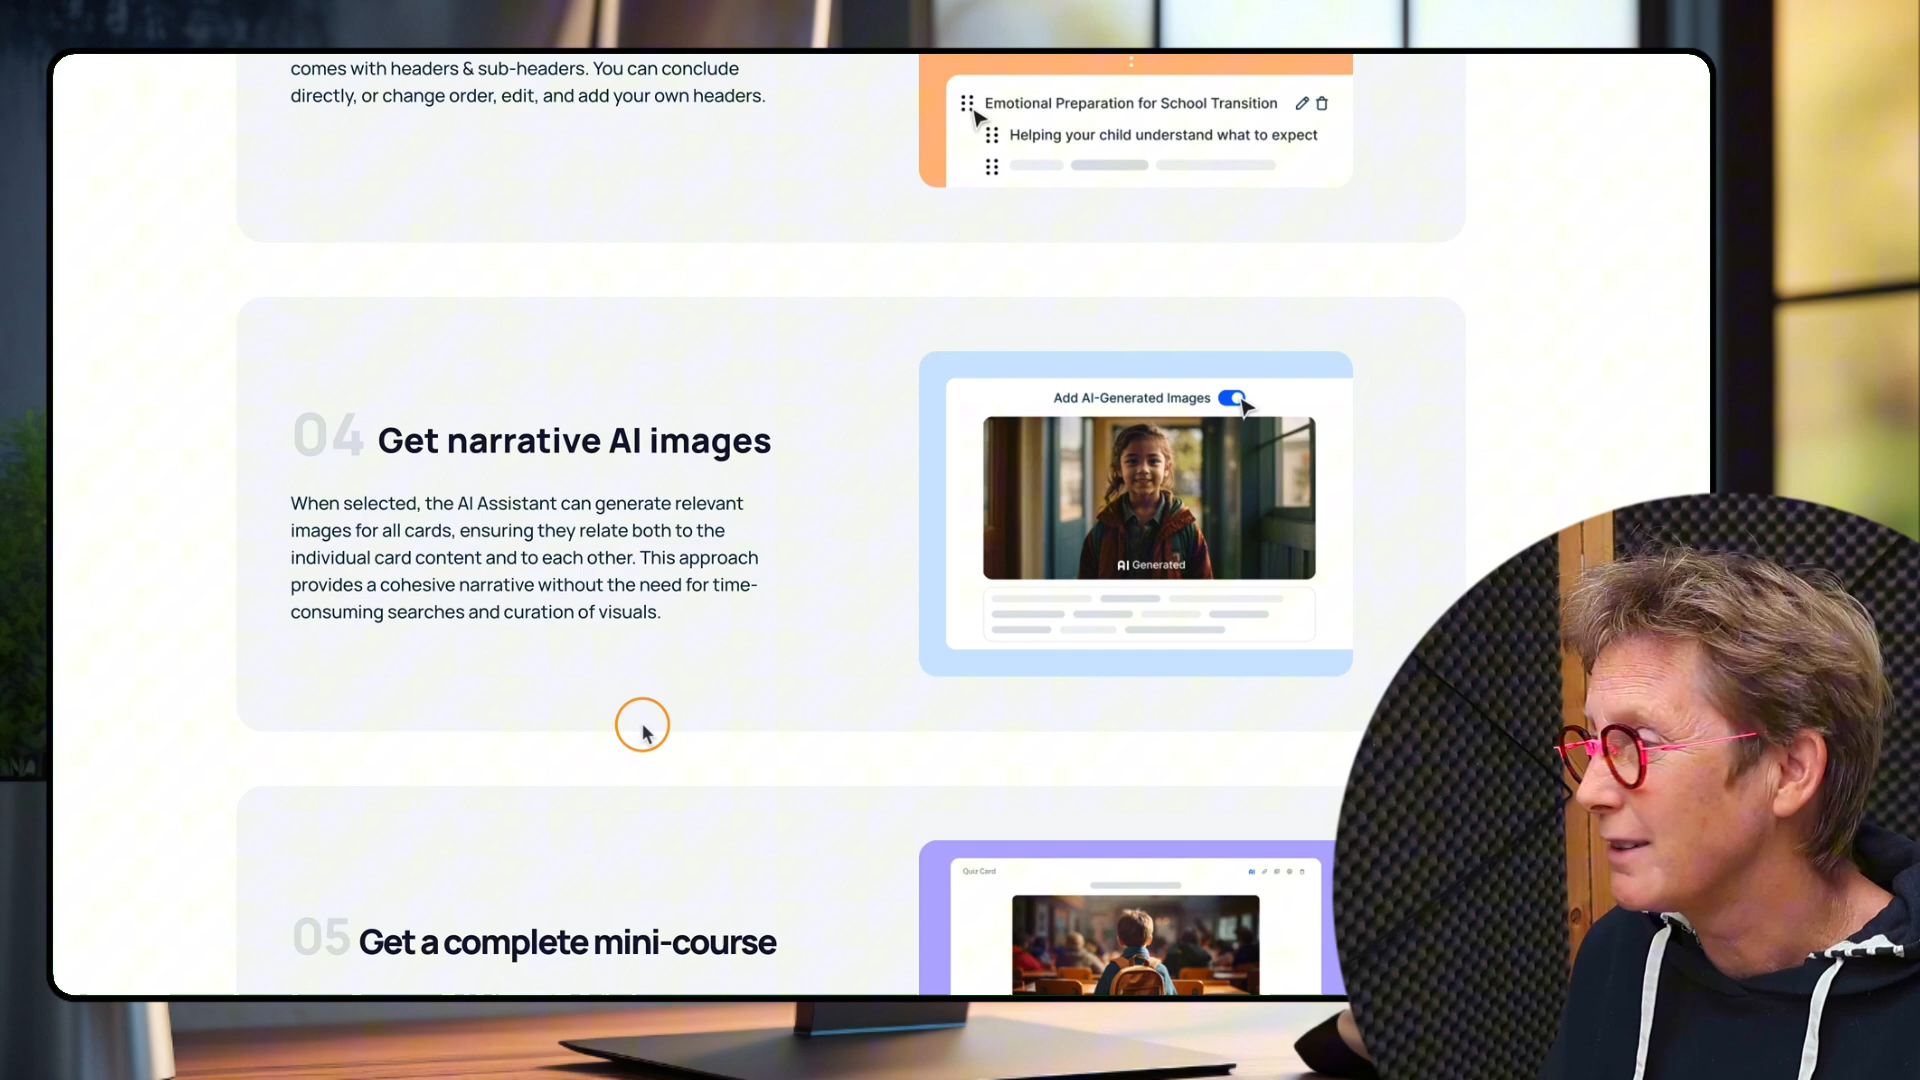 comes with headers & sub-headers. You can conclude
directly, or change order, edit, and add your own headers.
Emotional Preparation for School Transition
Helping your child understand what to expect
04 Get narrative AI images
When selected, the AI Assistant can generate relevant
images for all cards, ensuring they relate both to the
individual card content and to each other. This approach
provides a cohesive narrative without the need for time-
consuming searches and curation of visuals.
Add AI-Generated Images
AI Generated
05 Get a complete mini-course
Quiz Card
AI